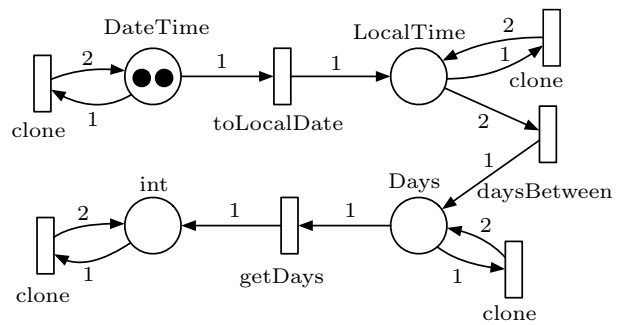 DateTime
LocalTime
2
1
clone
2
1
clone
1
toLocalDate
1
2
1
daysBetween
int
Days
2
1
clone
1
getDays
1
2
1
clone